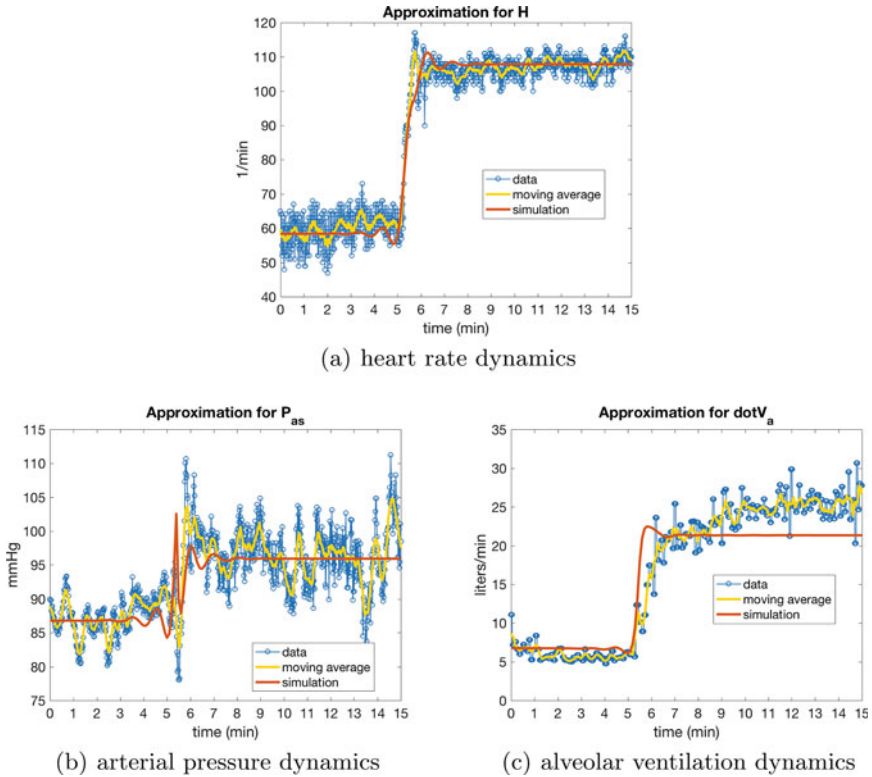 Approximation for H
120
110
100
90
80
70
60
50
40
1/min
data
moving average
simulation
0 1 2 3 4 5 6 7 8 9 10 11 12 13 14 15
time (min)
(a) heart rate dynamics
Approximation for P_as
115
110
105
100
95
90
85
80
75
mmHg
data
moving average
simulation
0 1 2 3 4 5 6 7 8 9 10 11 12 13 14 15
time (min)
(b) arterial pressure dynamics
Approximation for dotV_a
35
30
25
20
15
10
5
0
liters/min
data
moving average
simulation
0 1 2 3 4 5 6 7 8 9 10 11 12 13 14 15
time (min)
(c) alveolar ventilation dynamics